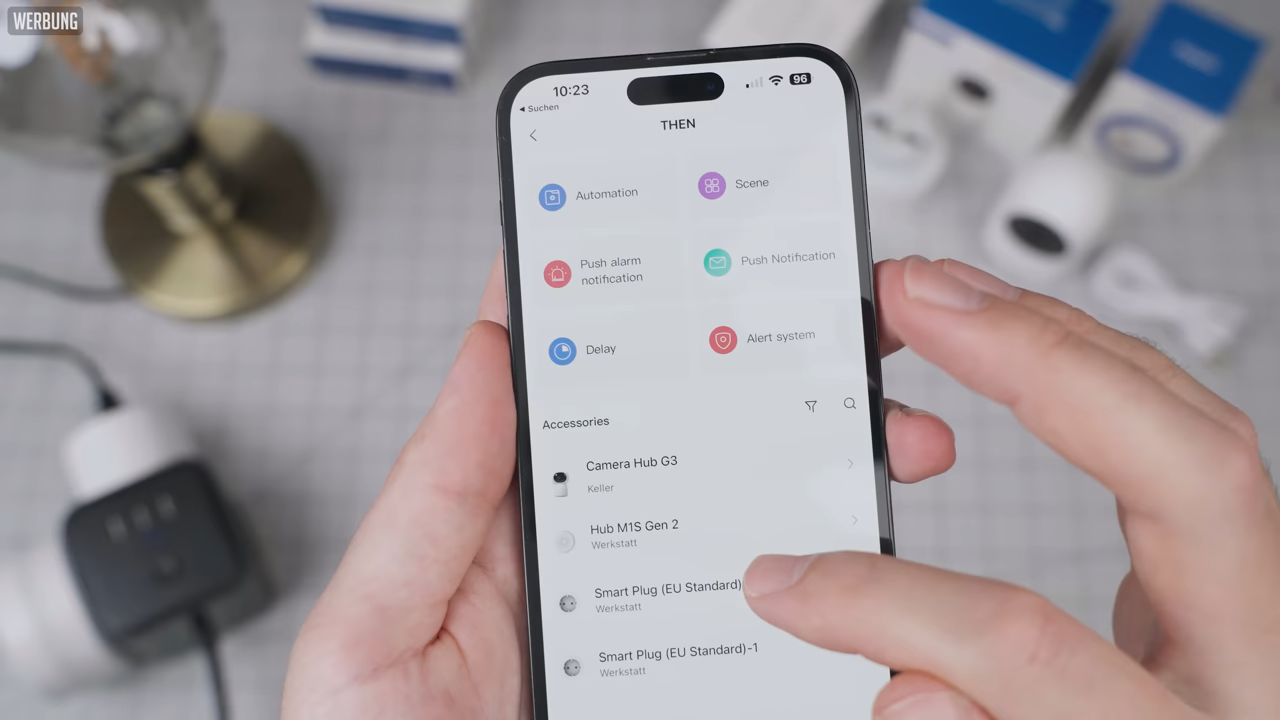 WERBUNG
10:23
96
◀ Suchen
THEN
Automation
Scene
Push alarm
notification
Push Notification
Delay
Alert system
Accessories
Camera Hub G3
Keller
Hub M1S Gen 2
Werkstatt
Smart Plug (EU Standard)
Werkstatt
Smart Plug (EU Standard)-1
Werkstatt